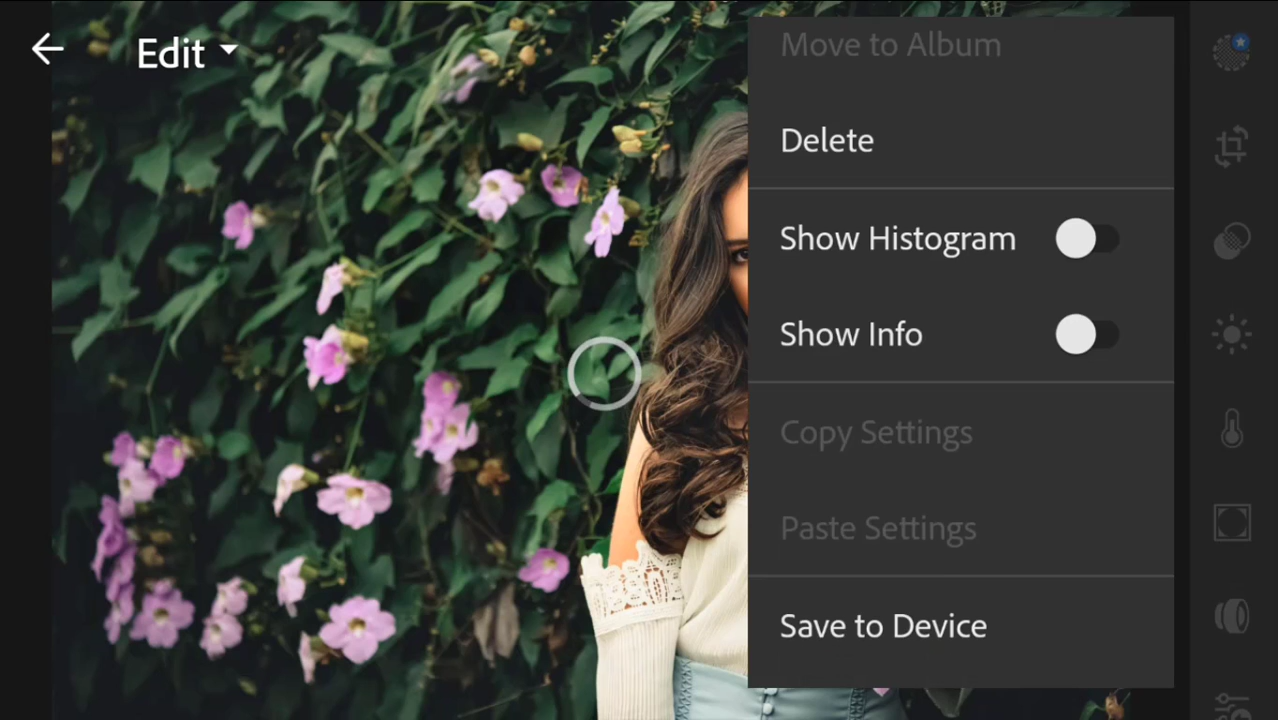 Edit
Move to Album
Delete
Show Histogram
Show Info
Copy Settings
Paste Settings
Save to Device